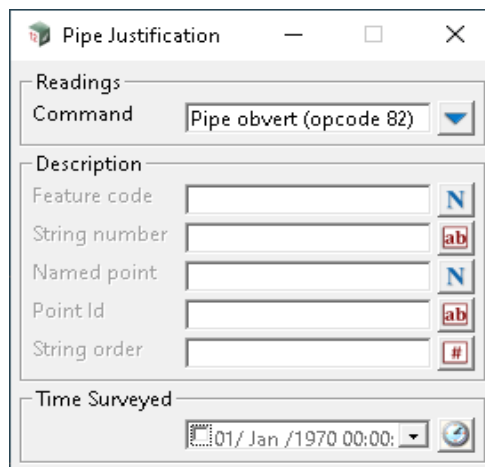 Pipe Justification
Readings
Command Pipe obvert (opcode 82)
Description
Feature code N
String number ab
Named point N
Point Id ab
String order #
Time Surveyed
01/ Jan /1970 00:00: